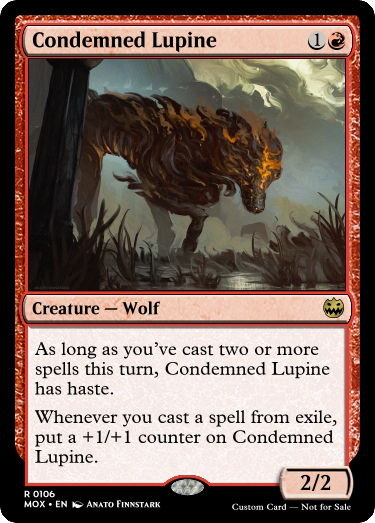 Condemned Lupine 1
Creature — Wolf
As long as you've cast two or more
spells this turn, Condemned Lupine
has haste.
Whenever you cast a spell from exile,
put a +1/+1 counter on Condemned
Lupine.
2/2
R 0106
MOX • EN Anato Finnstark
Custom Card — Not for Sale